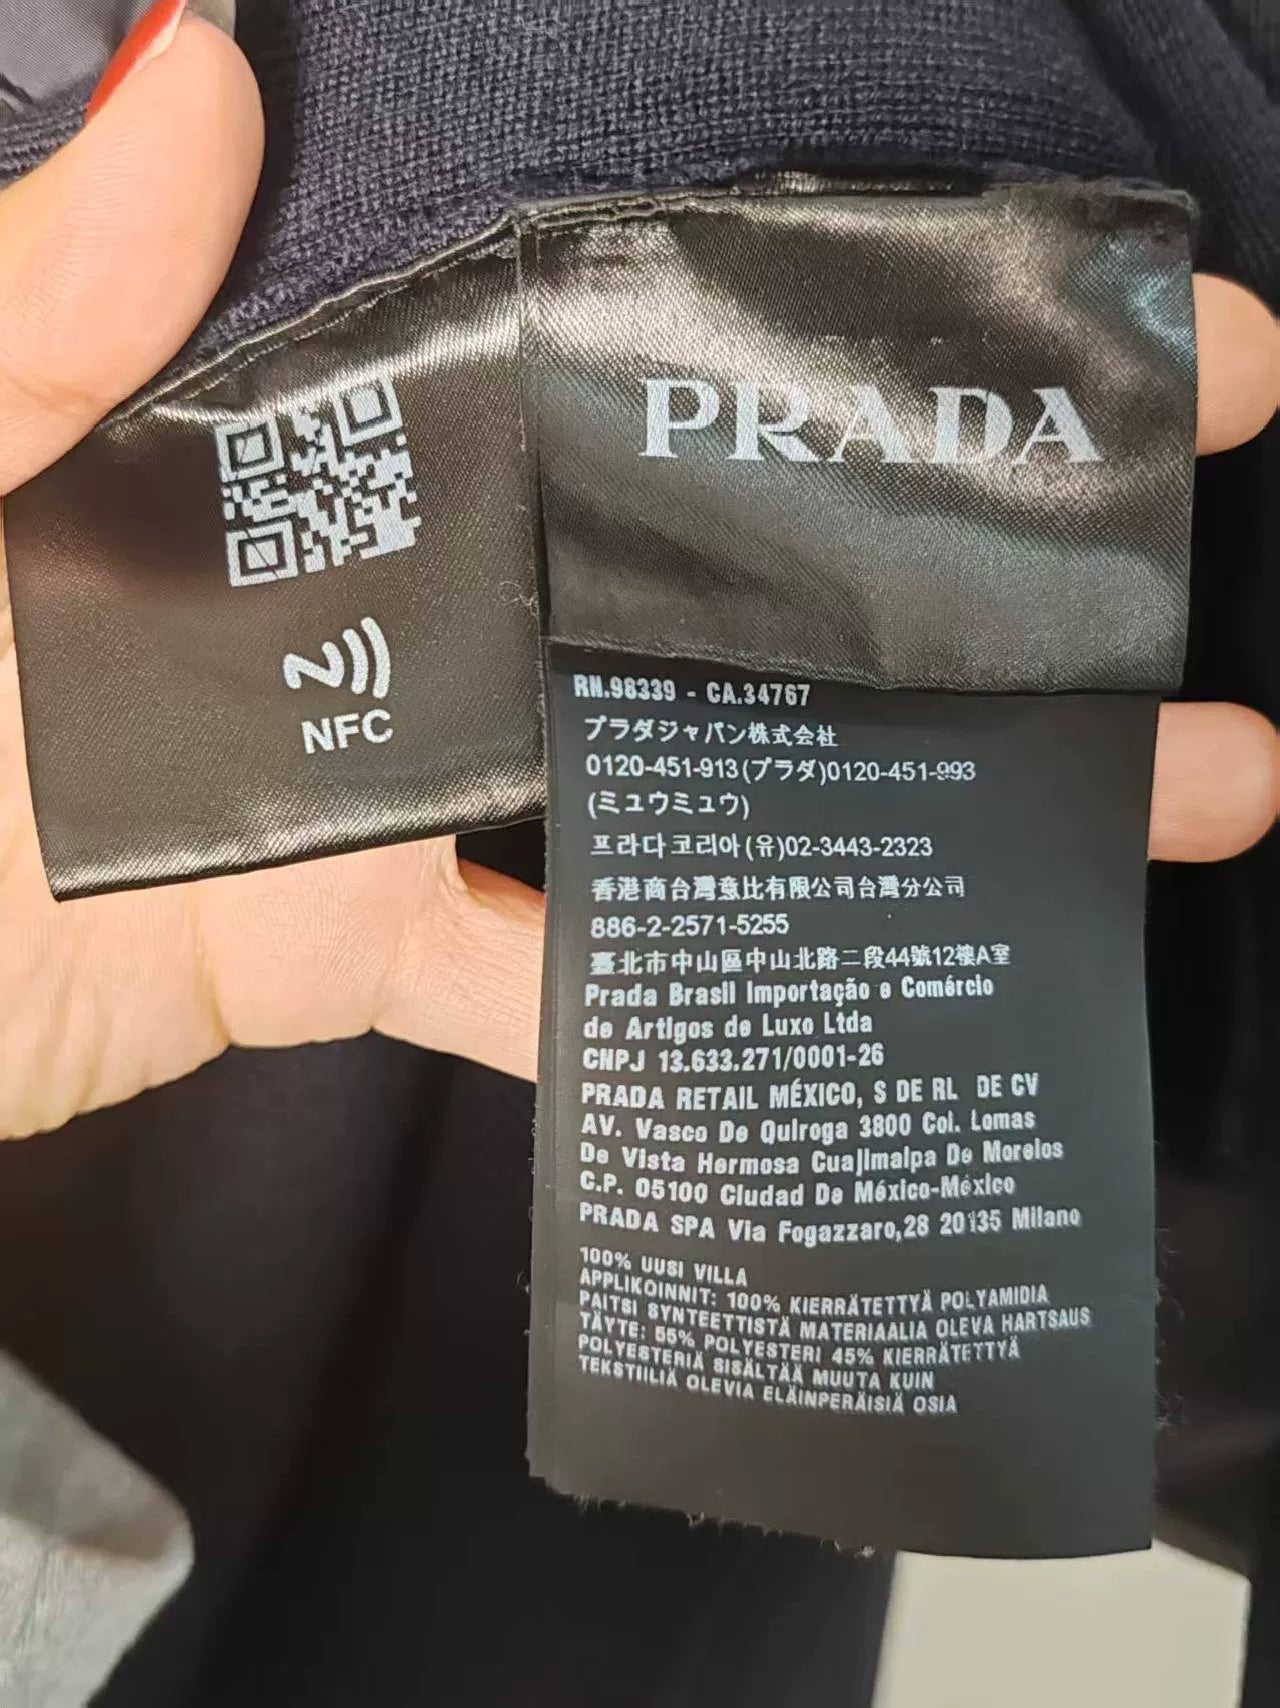 PRADA
NFC
RN.96339 - CA.34767
プラダジャパン株式会社
0120-451-913(プラダ)0120-451-993
(ミュウミュウ)
프라다코리아(유)02-3443-2323
香港商台灣意比有限公司台灣分公司
886-2-2571-5255
臺北市中山區中山北路二段44號12樓A室
Prada Brasil Importação e Comércio
de Artigos de Luxo Ltda
CNPJ 13.633.271/0001-26
PRADA RETAIL MÉXICO, S DE RL DE CV
AV. Vasco De Quiroga 3800 Col. Lomas
De Vista Hermosa Cuajimalpa De Morelos
C.P. 05100 Ciudad De México-México
PRADA SPA Via Fogazzaro,28 20135 Milano
100% UUSI VILLA
APPLIKOINNIT: 100% KIERRÄTETTYÄ POLYAMIDIA
PAITSI SYNTEETTISTÄ MATERIAALIA OLEVA HARTSAUS
TÄYTE: 55% POLYESTERI 45% KIERRÄTETTYÄ
POLYESTERIÄ SISÄLTÄÄ MUUTA KUIN
TEKSTIILIÄ OLEVIA ELÄINPERÄISIÄ OSIA